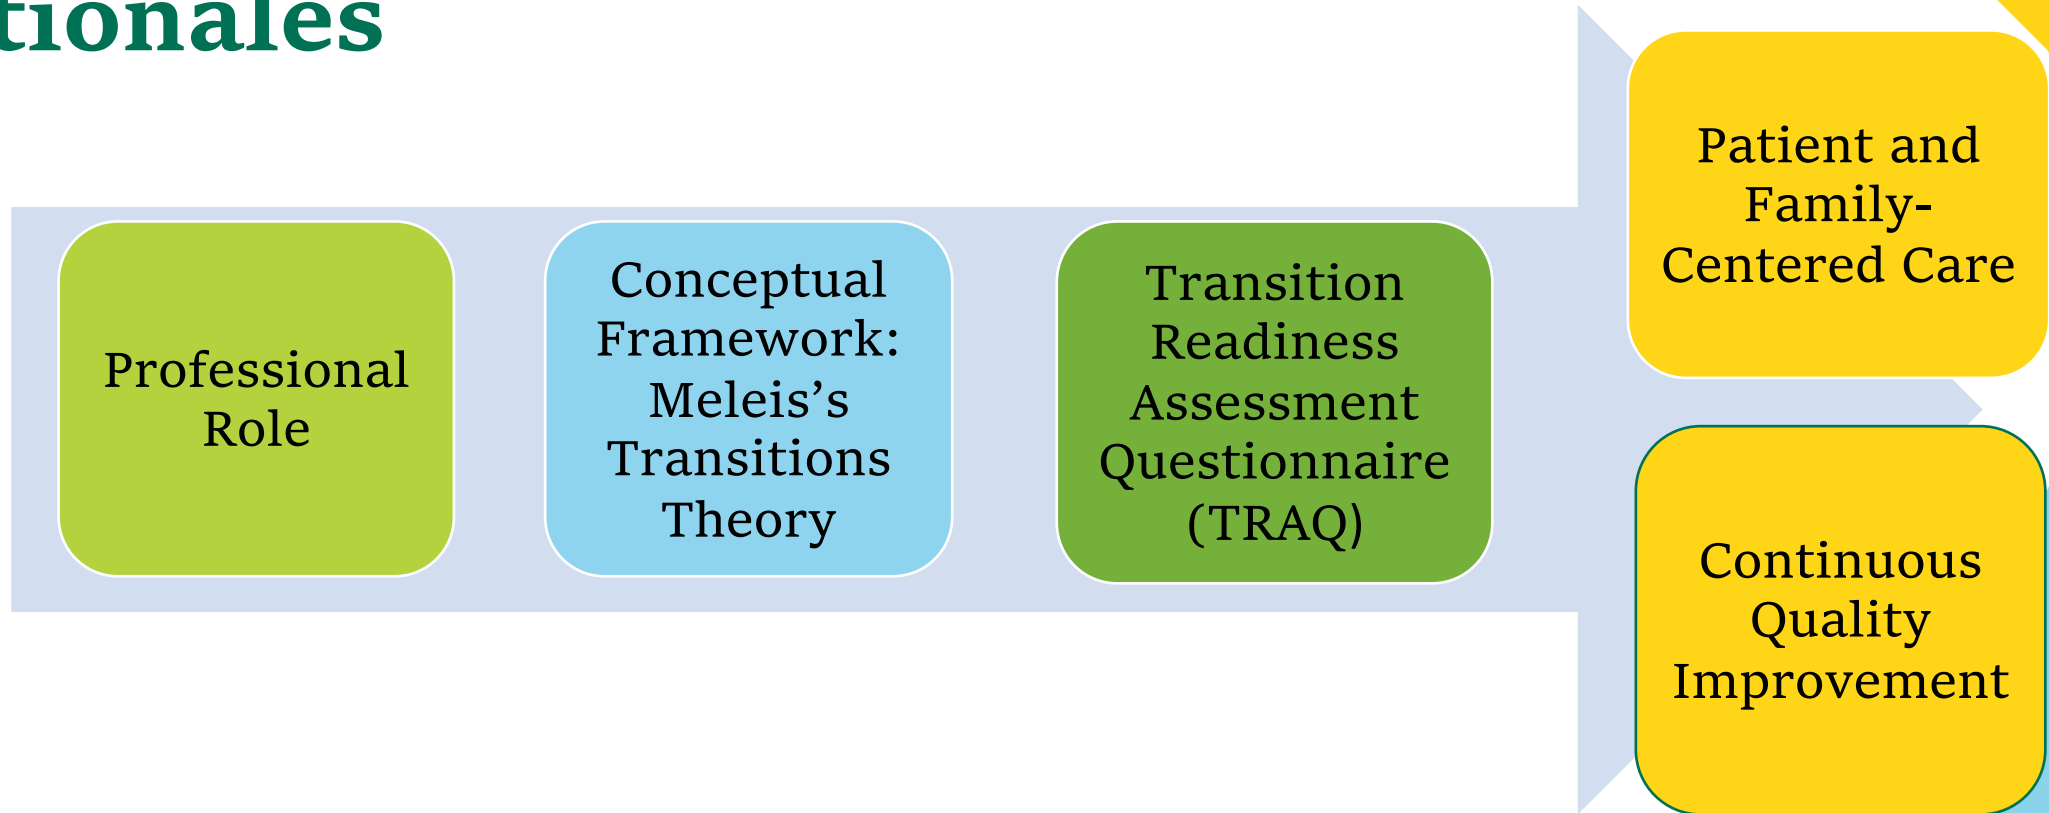 tionales
Professional
Role
Conceptual
Framework:
Meleis’s
Transitions
Theory
Transition
Readiness
Assessment
Questionnaire
(TRAQ)
Patient and
Family-
Centered Care
Continuous
Quality
Improvement